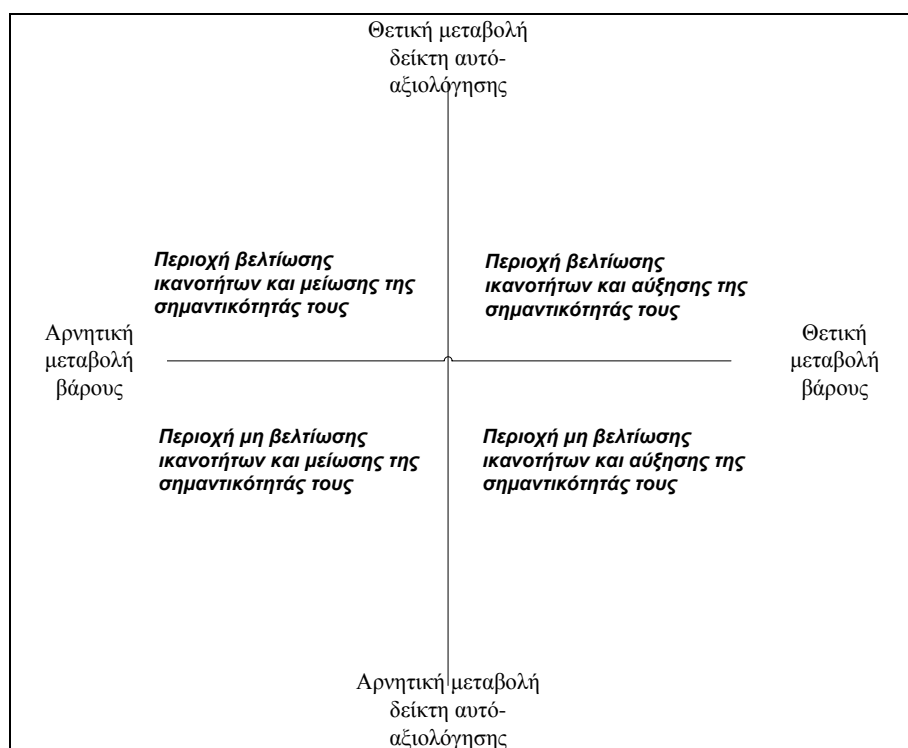 Θετική μεταβολή
δείκτη αυτό-
αξιολόγησης
Περιοχή βελτίωσης
ικανοτήτων και μείωσης της
σημαντικότητάς τους
Περιοχή βελτίωσης
ικανοτήτων και αύξησης της
σημαντικότητάς τους
Αρνητική
μεταβολή
βάρους
Θετική
μεταβολή
βάρους
Περιοχή μη βελτίωσης
ικανοτήτων και μείωσης της
σημαντικότητάς τους
Περιοχή μη βελτίωσης
ικανοτήτων και αύξησης της
σημαντικότητάς τους
Αρνητική μεταβολή
δείκτη αυτό-
αξιολόγησης